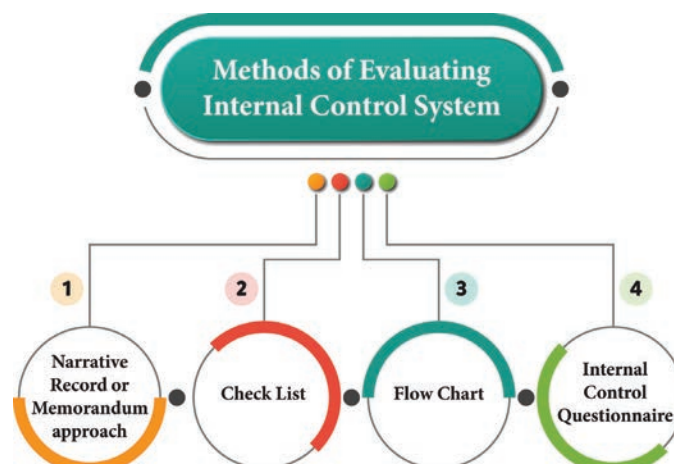 Methods of Evaluating
Internal Control System
1
2
3
4
Narrative
Record or
Memorandum
approach
Check List
Flow Chart
Internal
Control
Questionnaire